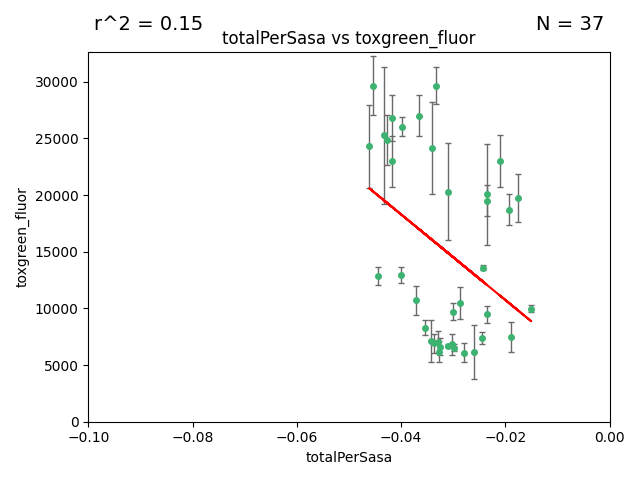 r^2 = 0.15
N = 37
totalPerSasa vs toxgreen_fluor
toxgreen_fluor
30000
25000
20000
15000
10000
5000
0
−0.10
−0.08
−0.06
−0.04
−0.02
0.00
totalPerSasa